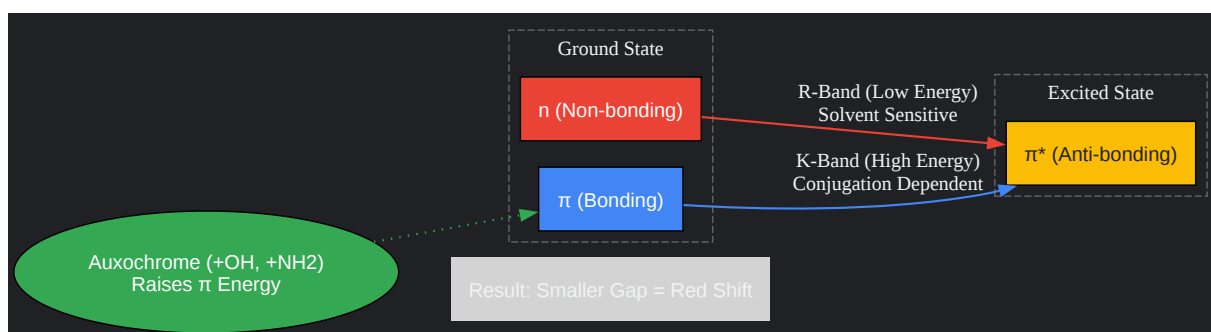 Ground State
n (Non-bonding)
π (Bonding)
R-Band (Low Energy)
Solvent Sensitive
K-Band (High Energy)
Conjugation Dependent
Excited State
π* (Anti-bonding)
Auxochrome (+OH, +NH2)
Raises π Energy
Result: Smaller Gap = Red Shift